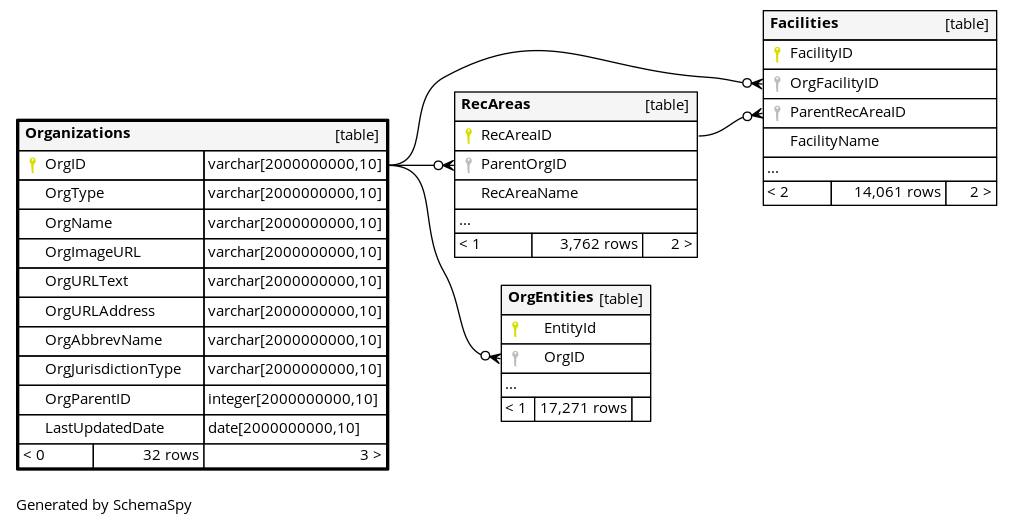 Organizations [table]
OrgID varchar[2000000000,10]
OrgType varchar[2000000000,10]
OrgName varchar[2000000000,10]
OrgImageURL varchar[2000000000,10]
OrgURLText varchar[2000000000,10]
OrgURLAddress varchar[2000000000,10]
OrgAbbrevName varchar[2000000000,10]
OrgJurisdictionType varchar[2000000000,10]
OrgParentID integer[2000000000,10]
LastUpdatedDate date[2000000000,10]
< 0 32 rows 3 >
RecAreas [table]
RecAreaID
ParentOrgID
RecAreaName
...
< 1 3,762 rows 2 >
OrgEntities [table]
EntityId
OrgID
...
< 1 17,271 rows
Facilities [table]
FacilityID
OrgFacilityID
ParentRecAreaID
FacilityName
...
< 2 14,061 rows 2 >
Generated by SchemaSpy